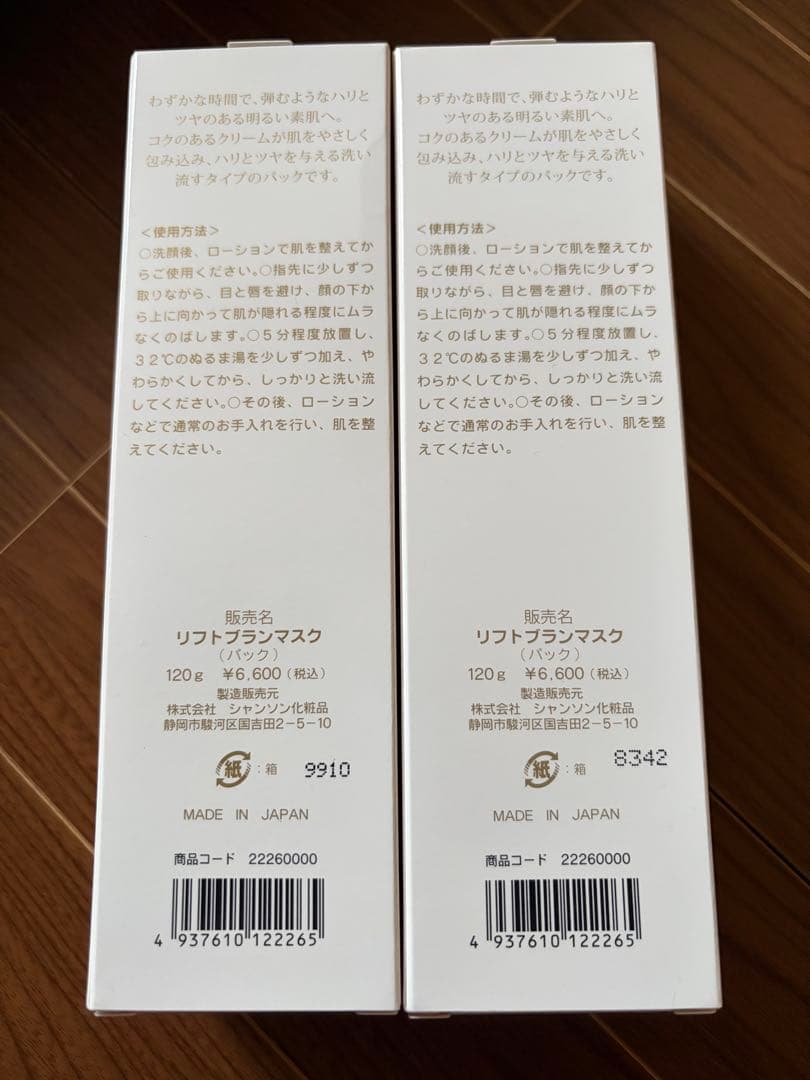 わずかな時間で、弾むようなハリと
ツヤのある明るい素肌へ。
コクのあるクリームが肌をやさしく
包み込み、ハリとツヤを与える洗い
流すタイプのパックです。
＜使用方法＞
○洗顔後、ローションで肌を整えてか
らご使用ください。○指先に少しずつ
取りながら、目と唇を避け、顔の下か
ら上に向かって肌が隠れる程度にムラ
なくのばします。○５分程度放置し、
３２℃のぬるま湯を少しずつ加え、や
わらかくしてから、しっかりと洗い流
してください。○その後、ローション
などで通常のお手入れを行い、肌を整
えてください。
販売名
リフトブランマスク
（パック）
120g ¥6,600（税込）
製造販売元
株式会社 シャンソン化粧品
静岡市駿河区国吉田2－5－10
紙：箱 9910
MADE IN JAPAN
商品コード 22260000
4 937610 122265
わずかな時間で、弾むようなハリと
ツヤのある明るい素肌へ。
コクのあるクリームが肌をやさしく
包み込み、ハリとツヤを与える洗い
流すタイプのパックです。
＜使用方法＞
○洗顔後、ローションで肌を整えてか
らご使用ください。○指先に少しずつ
取りながら、目と唇を避け、顔の下か
ら上に向かって肌が隠れる程度にムラ
なくのばします。○５分程度放置し、
３２℃のぬるま湯を少しずつ加え、や
わらかくしてから、しっかりと洗い流
してください。○その後、ローション
などで通常のお手入れを行い、肌を整
えてください。
販売名
リフトブランマスク
（パック）
120g ¥6,600（税込）
製造販売元
株式会社 シャンソン化粧品
静岡市駿河区国吉田2－5－10
紙：箱 8342
MADE IN JAPAN
商品コード 22260000
4 937610 122265